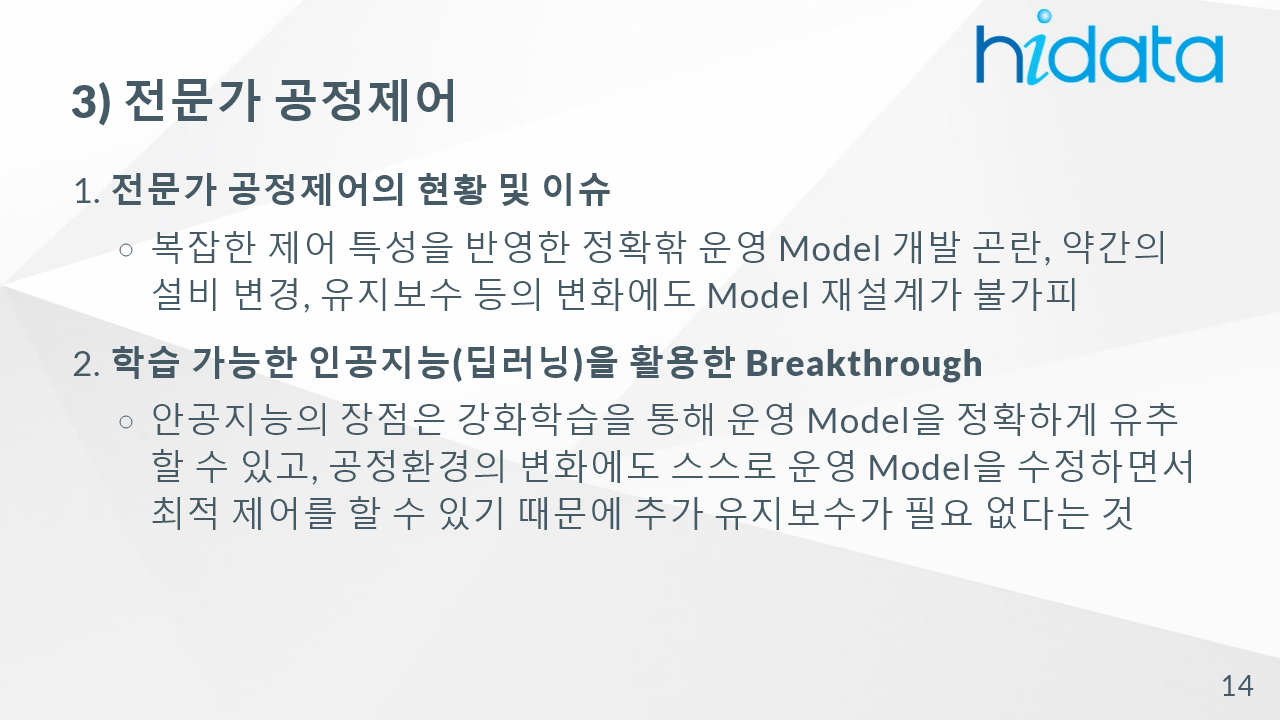 hidata
3) 전문가 공정제어
1. 전문가 공정제어의 현황 및 이슈
○ 복잡한 제어 특성을 반영한 정확핚 운영 Model 개발 곤란, 약간의
설비 변경, 유지보수 등의 변화에도 Model 재설계가 불가피
2. 학습 가능한 인공지능(딥러닝)을 활용한 Breakthrough
○ 안공지능의 장점은 강화학습을 통해 운영 Model을 정확하게 유추
할 수 있고, 공정환경의 변화에도 스스로 운영 Model을 수정하면서
최적 제어를 할 수 있기 때문에 추가 유지보수가 필요 없다는 것
14